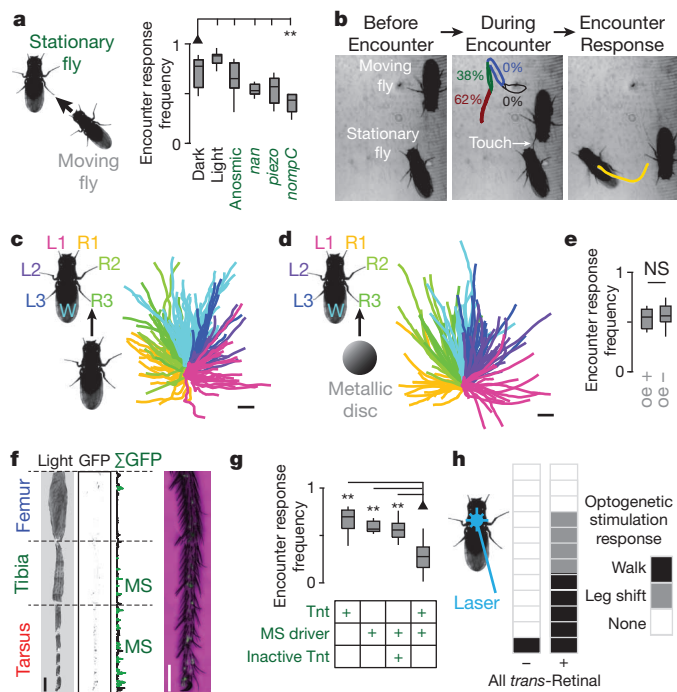 a
Stationary
fly
Moving
fly
Encounter response
frequency
1
0
**
Dark
Light
Anosmic
nan
piezo
nompC
b
Before
Encounter
During
Encounter
Encounter
Response
Moving
fly
Stationary
fly
38%
0%
62%
0%
Touch
c
L1 R1
L2 R2
L3 R3
W
d
L1 R1
L2 R2
L3 R3
W
Metallic
disc
e
NS
Encounter response
frequency
1
0
oe +
oe –
f
Light GFP ΣGFP
Femur
Tibia
Tarsus
MS
MS
g
Encounter response
frequency
1
0
** ** **
Tnt + +
MS driver + + +
Inactive Tnt +
h
Laser
Optogenetic
stimulation
response
Walk
Leg shift
None
– +
All trans-Retinal